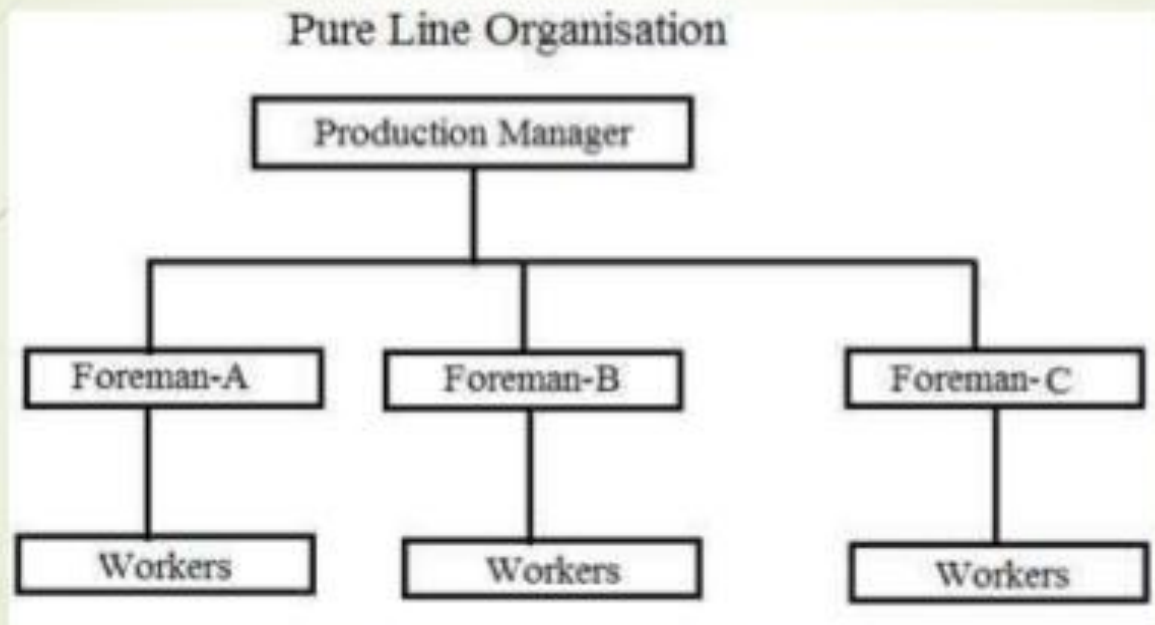 Pure Line Organisation
Production Manager
Foreman-A
Foreman-B
Foreman-C
Workers
Workers
Workers